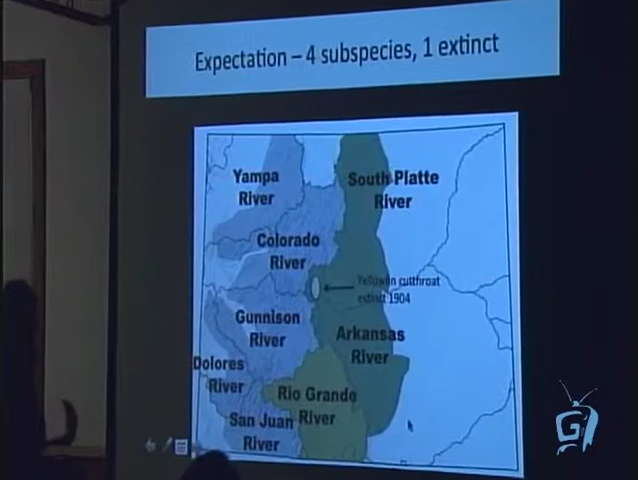 Expectation – 4 subspecies, 1 extinct
Yampa
River
South Platte
River
Colorado
River
Yellowfin cutthroat
extinct 1904
Gunnison
River
Arkansas
River
Dolores
River
Rio Grande
River
San Juan
River
G